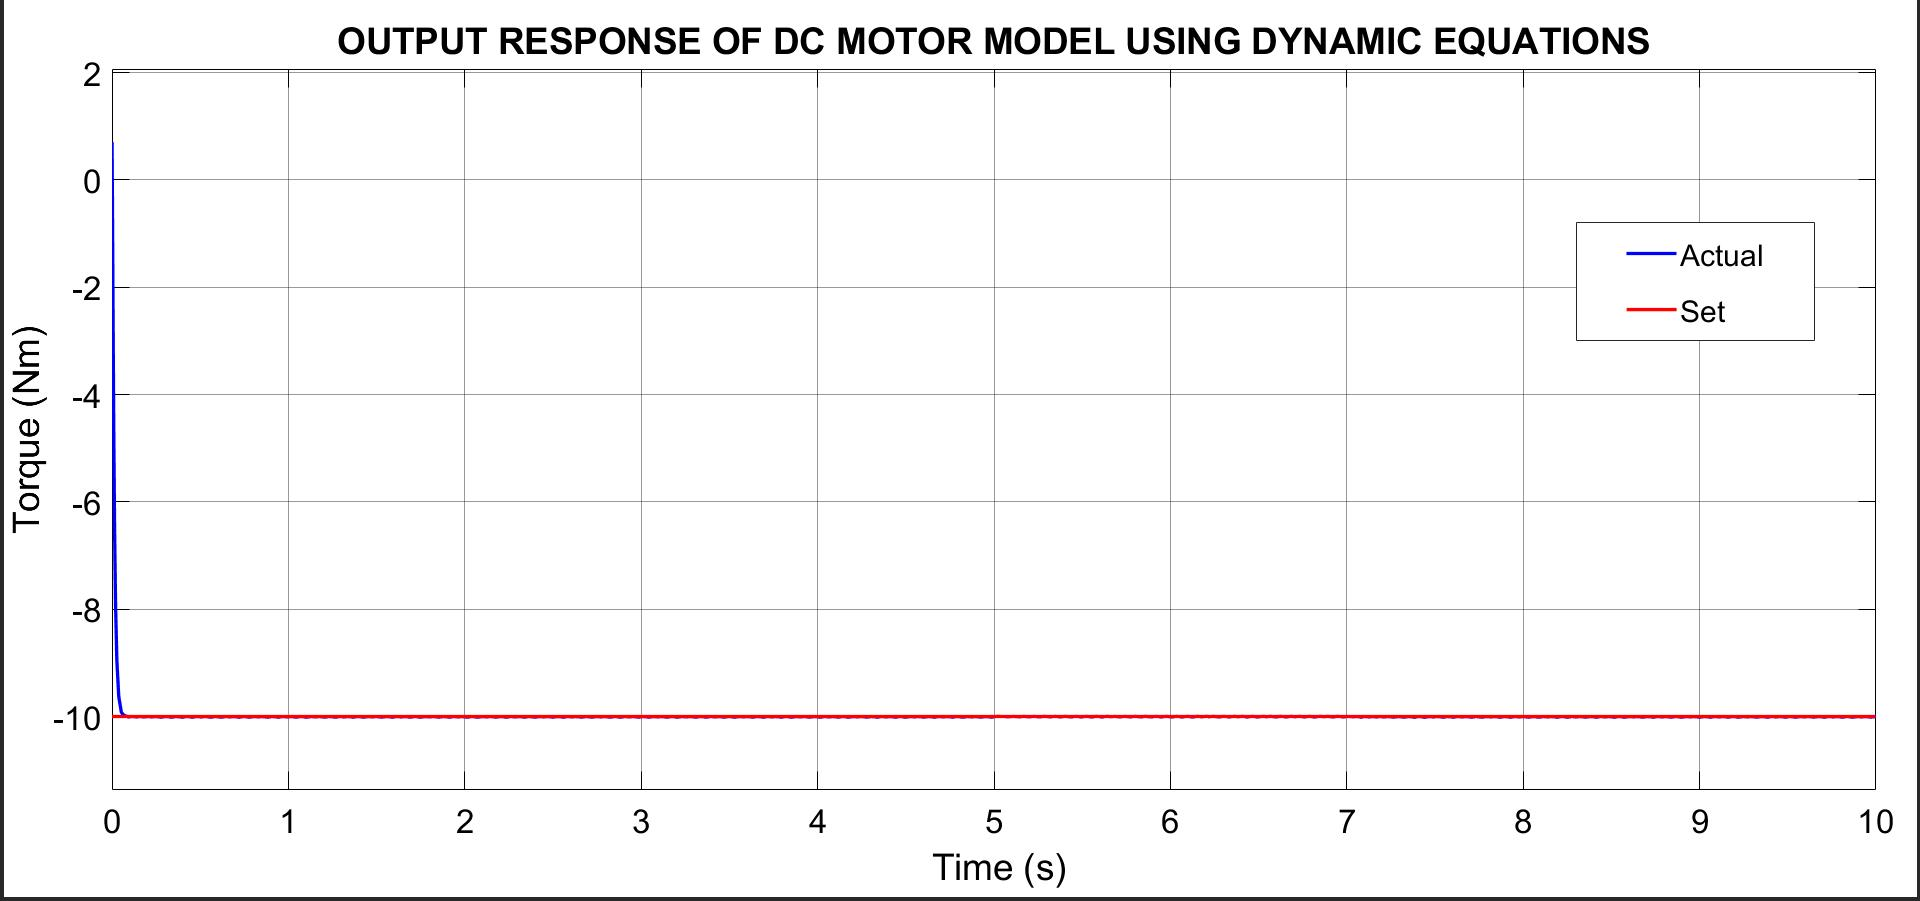 OUTPUT RESPONSE OF DC MOTOR MODEL USING DYNAMIC EQUATIONS
2
0
-2
-4
-6
-8
-10
Torque (Nm)
Actual
Set
0 1 2 3 4 5 6 7 8 9 10
Time (s)